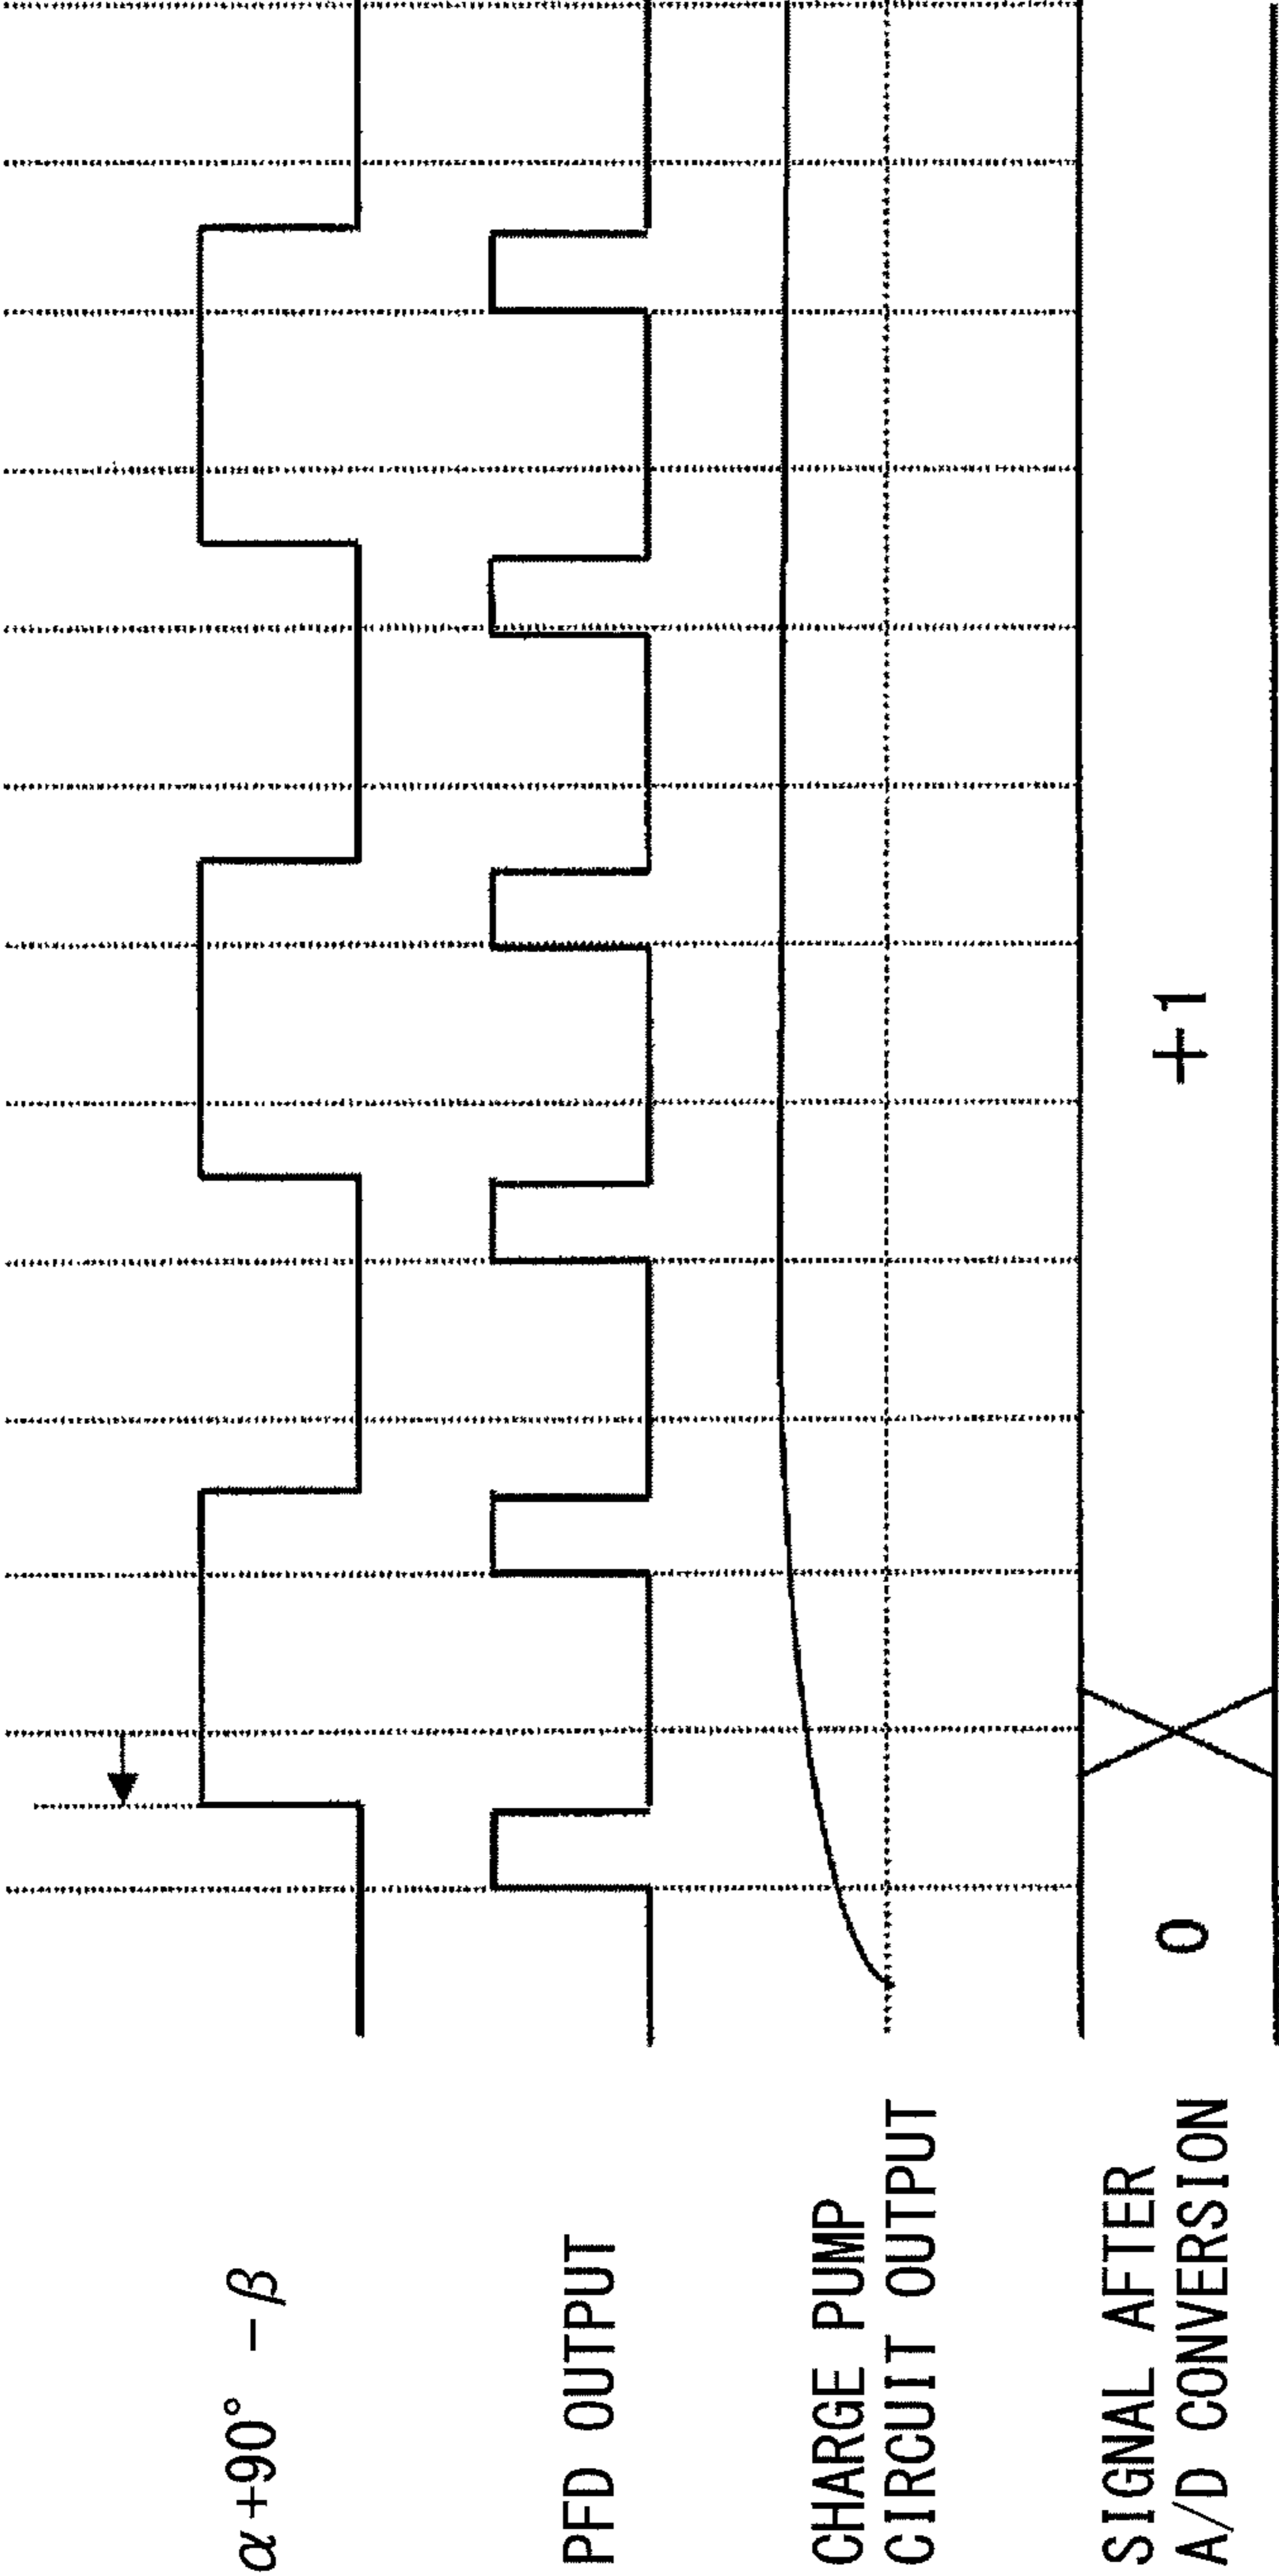 α+90° −β
PFD OUTPUT
CHARGE PUMP
CIRCUIT OUTPUT
SIGNAL AFTER
A/D CONVERSION
0
+1